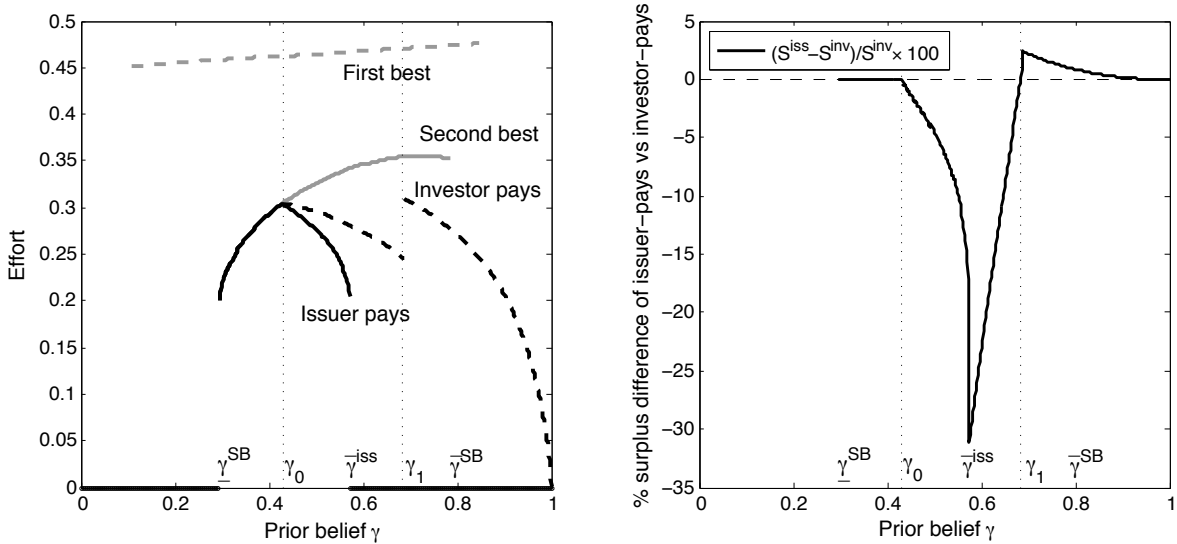 0.5
0.45
0.4
0.35
0.3
0.25
0.2
0.15
0.1
0.05
0
Effort
First best
Second best
Investor pays
Issuer pays
γ̲^SB
γ_0
γ̄^iss
γ_1
γ̄^SB
0
0.2
0.4
0.6
0.8
1
Prior belief γ
5
0
−5
−10
−15
−20
−25
−30
−35
% surplus difference of issuer−pays vs investor−pays
(S^iss−S^inv)/S^inv × 100
γ̲^SB
γ_0
γ̄^iss
γ_1
γ̄^SB
0
0.2
0.4
0.6
0.8
1
Prior belief γ